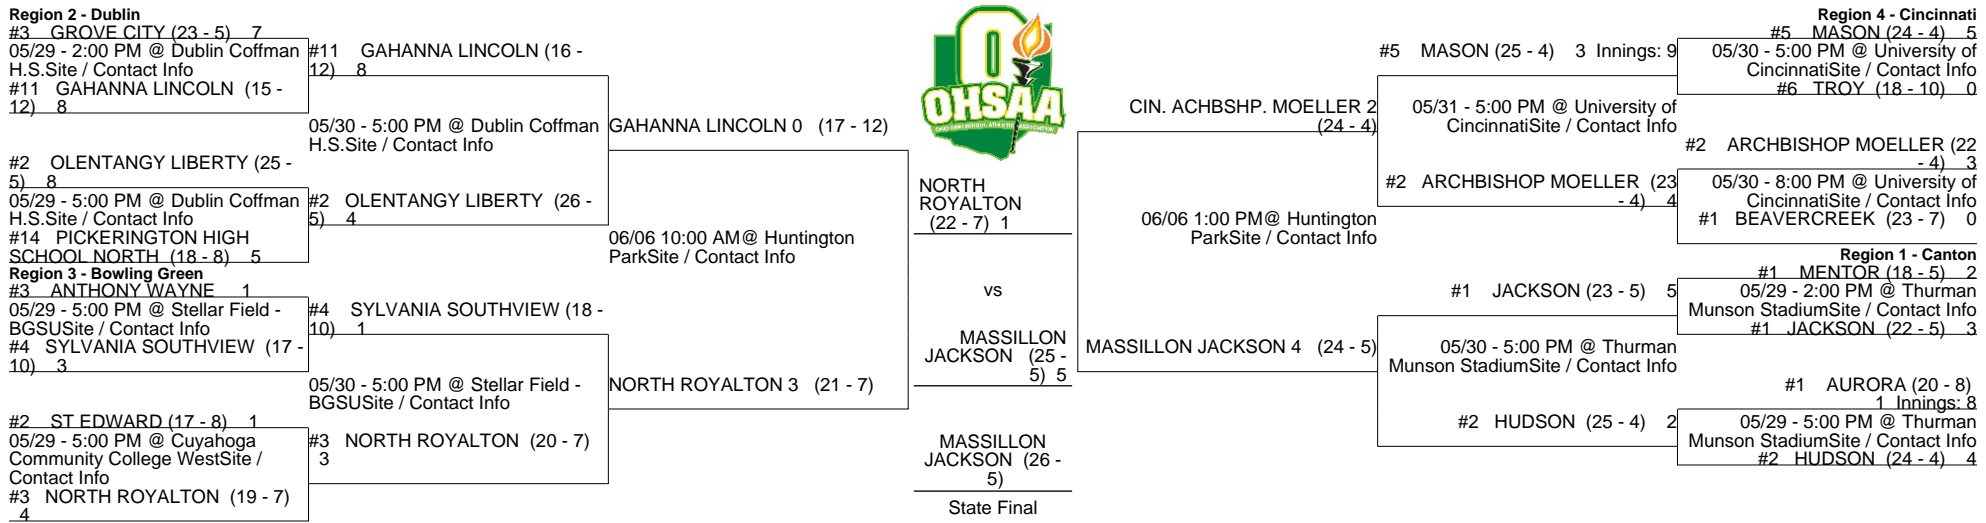 Region 2 - Dublin
#3 GROVE CITY (23 - 5) 7
05/29 - 2:00 PM @ Dublin Coffman
H.S.Site / Contact Info
#11 GAHANNA LINCOLN (15 -
12) 8
#2 OLENTANGY LIBERTY (25 -
5) 8
05/29 - 5:00 PM @ Dublin Coffman
H.S.Site / Contact Info
#14 PICKERINGTON HIGH
SCHOOL NORTH (18 - 8) 5
Region 3 - Bowling Green
#3 ANTHONY WAYNE 1
05/29 - 5:00 PM @ Stellar Field -
BGSUSite / Contact Info
#4 SYLVANIA SOUTHVIEW (17 -
10) 3
#2 ST EDWARD (17 - 8) 1
05/29 - 5:00 PM @ Cuyahoga
Community College WestSite /
Contact Info
#3 NORTH ROYALTON (19 - 7)
4
#11 GAHANNA LINCOLN (16 -
12) 8
05/30 - 5:00 PM @ Dublin Coffman
H.S.Site / Contact Info
#2 OLENTANGY LIBERTY (26 -
5) 4
#4 SYLVANIA SOUTHVIEW (18 -
10) 1
05/30 - 5:00 PM @ Stellar Field -
BGSUSite / Contact Info
#3 NORTH ROYALTON (20 - 7)
3
GAHANNA LINCOLN 0 (17 - 12)
06/06 10:00 AM@ Huntington
ParkSite / Contact Info
NORTH ROYALTON 3 (21 - 7)
O
OHSAA
NORTH
ROYALTON
(22 - 7) 1
vs
MASSILLON
JACKSON (25 -
5) 5
MASSILLON
JACKSON (26 -
5)
State Final
CIN. ACHBSHP. MOELLER 2
(24 - 4)
06/06 1:00 PM@ Huntington
ParkSite / Contact Info
MASSILLON JACKSON 4 (24 - 5)
#5 MASON (25 - 4) 3 Innings: 9
05/31 - 5:00 PM @ University of
CincinnatiSite / Contact Info
#2 ARCHBISHOP MOELLER (23
- 4) 4
#1 JACKSON (23 - 5) 5
05/30 - 5:00 PM @ Thurman
Munson StadiumSite / Contact Info
#2 HUDSON (25 - 4) 2
Region 4 - Cincinnati
#5 MASON (24 - 4) 5
05/30 - 5:00 PM @ University of
CincinnatiSite / Contact Info
#6 TROY (18 - 10) 0
#2 ARCHBISHOP MOELLER (22
- 4) 3
05/30 - 8:00 PM @ University of
CincinnatiSite / Contact Info
#1 BEAVERCREEK (23 - 7) 0
Region 1 - Canton
#1 MENTOR (18 - 5) 2
05/29 - 2:00 PM @ Thurman
Munson StadiumSite / Contact Info
#1 JACKSON (22 - 5) 3
#1 AURORA (20 - 8)
1 Innings: 8
05/29 - 5:00 PM @ Thurman
Munson StadiumSite / Contact Info
#2 HUDSON (24 - 4) 4